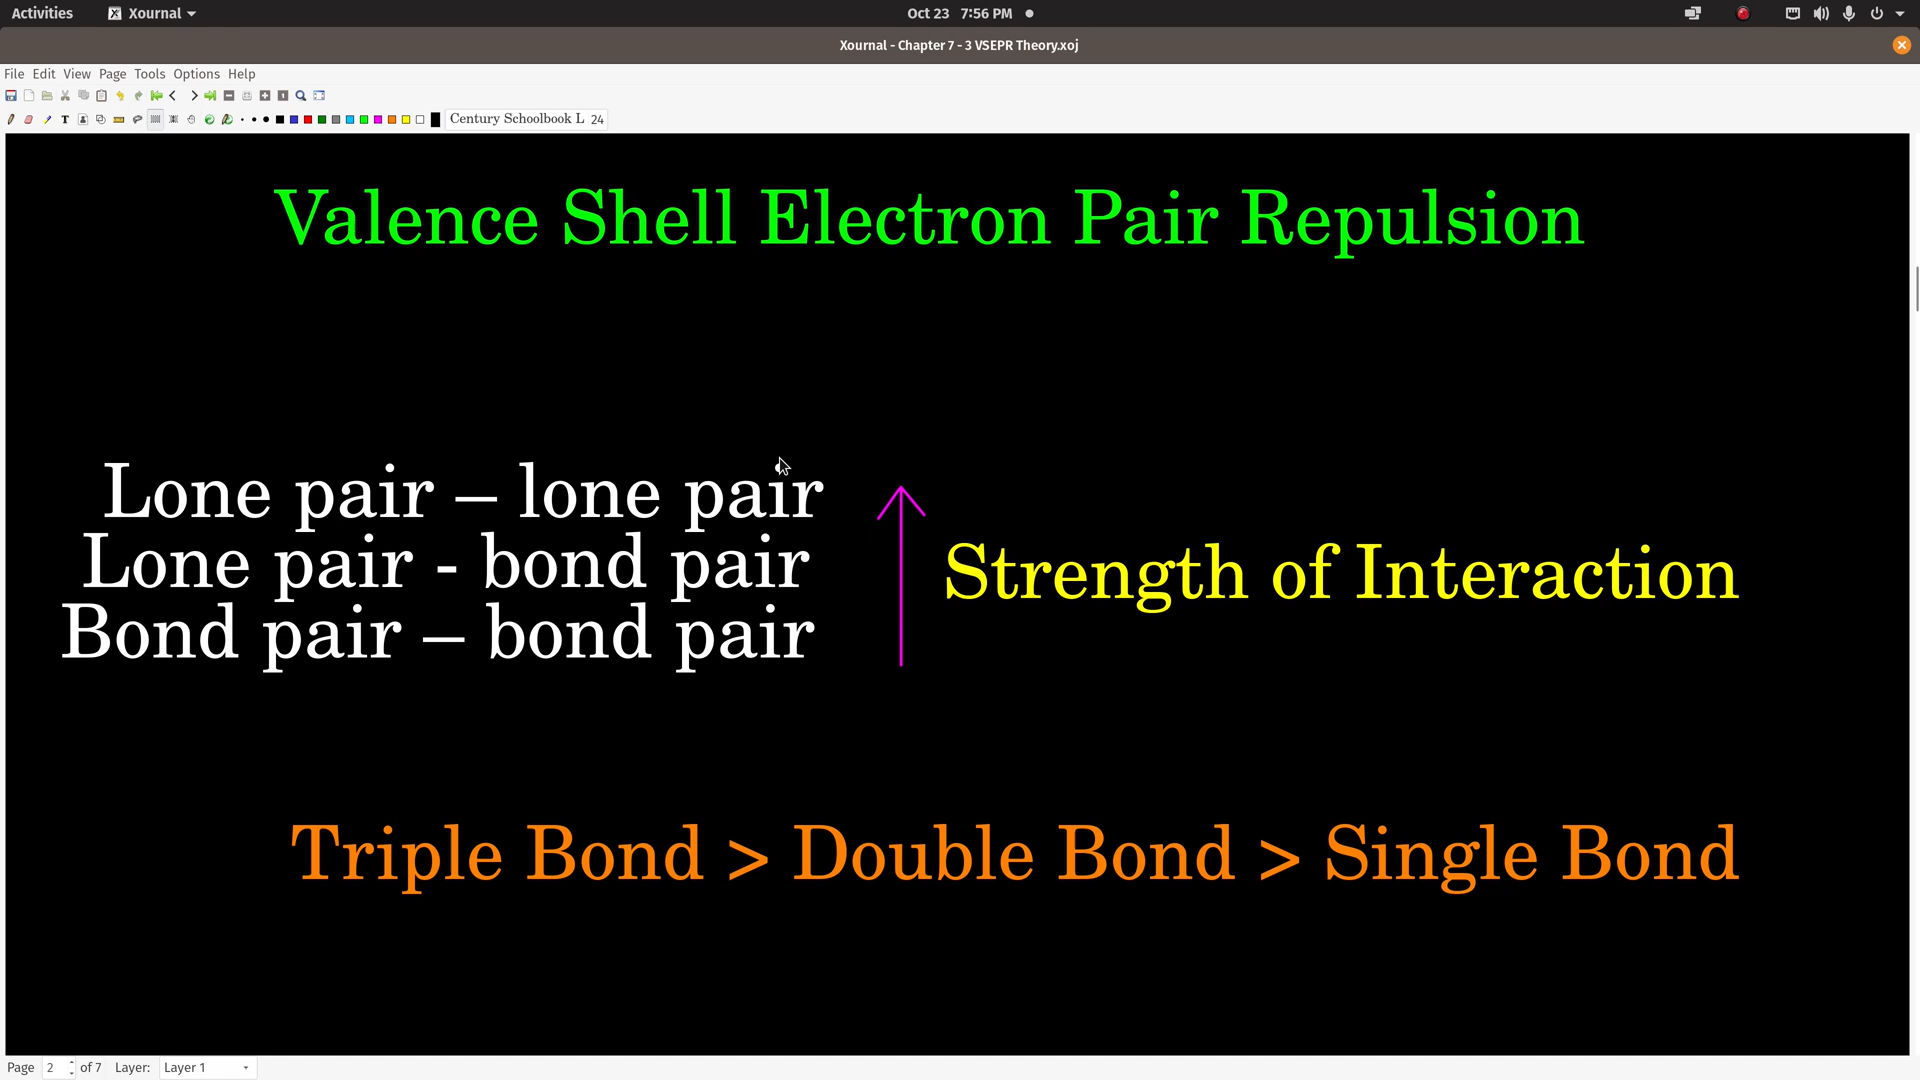 Activities Xournal Oct 23 7:56 PM
Xournal - Chapter 7 - 3 VSEPR Theory.xoj
File Edit View Page Tools Options Help
Century Schoolbook L 24
Valence Shell Electron Pair Repulsion
Lone pair – lone pair
Lone pair - bond pair
Bond pair – bond pair
Strength of Interaction
Triple Bond > Double Bond > Single Bond
Page 2 of 7 Layer: Layer 1